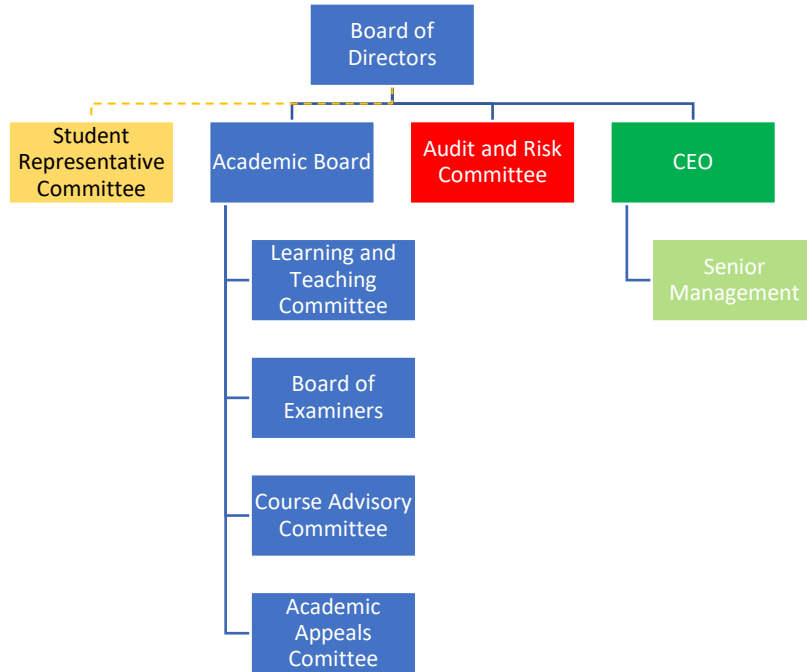 Board of
Directors
Student
Representative
Committee
Academic Board
Audit and Risk
Committee
CEO
Learning and
Teaching
Committee
Senior
Management
Board of
Examiners
Course Advisory
Committee
Academic
Appeals
Comittee